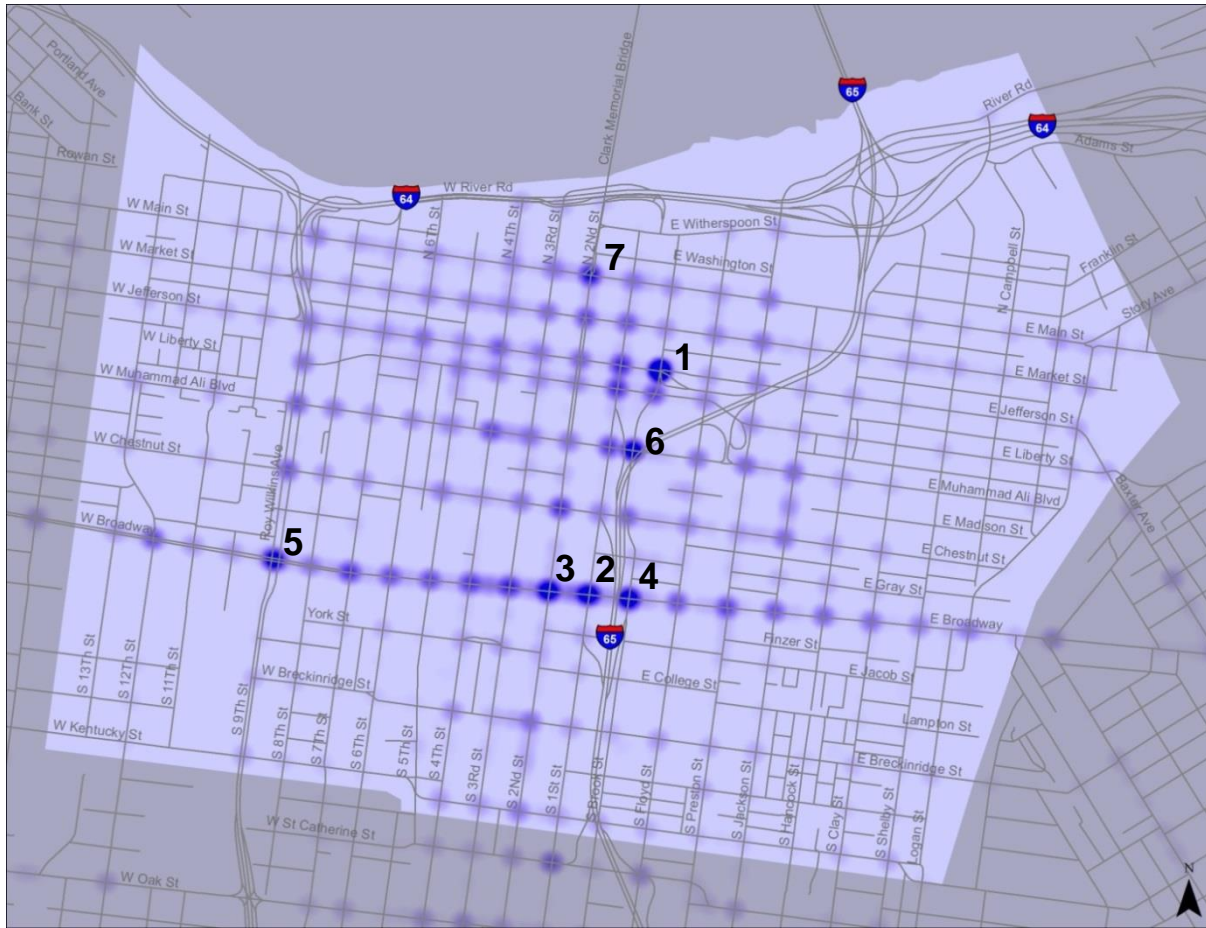 Portland Ave
Bank St
Rowan St
Clark Memorial Bridge
65
River Rd
64
Adams St
64
W River Rd
W Main St
N 6Th St
N 4Th St
N 3Rd St
N 2Nd St
E Witherspoon St
N Campbell St
Franklin St
W Market St
7
E Washington St
Story Ave
W Jefferson St
E Main St
W Liberty St
1
E Market St
W Muhammad Ali Blvd
E Jefferson St
W Chestnut St
6
E Liberty St
Roy Wilkins Ave
E Muhammad Ali Blvd
Baxter Ave
E Madison St
W Broadway
5
E Chestnut St
3
2
4
E Gray St
York St
65
Finzer St
E Broadway
W Breckinridge St
E College St
E Jacob St
S 13Th St
S 12Th St
S 11Th St
S 9Th St
S 8Th St
S 7Th St
S 6Th St
S 5Th St
S 4Th St
S 3Rd St
S 2Nd St
S 1St St
S Brook St
S Floyd St
S Preston St
S Jackson St
S Hancock St
S Clay St
S Shelby St
Logan St
Lampton St
W Kentucky St
E Breckinridge St
W St Catherine St
W Oak St
N